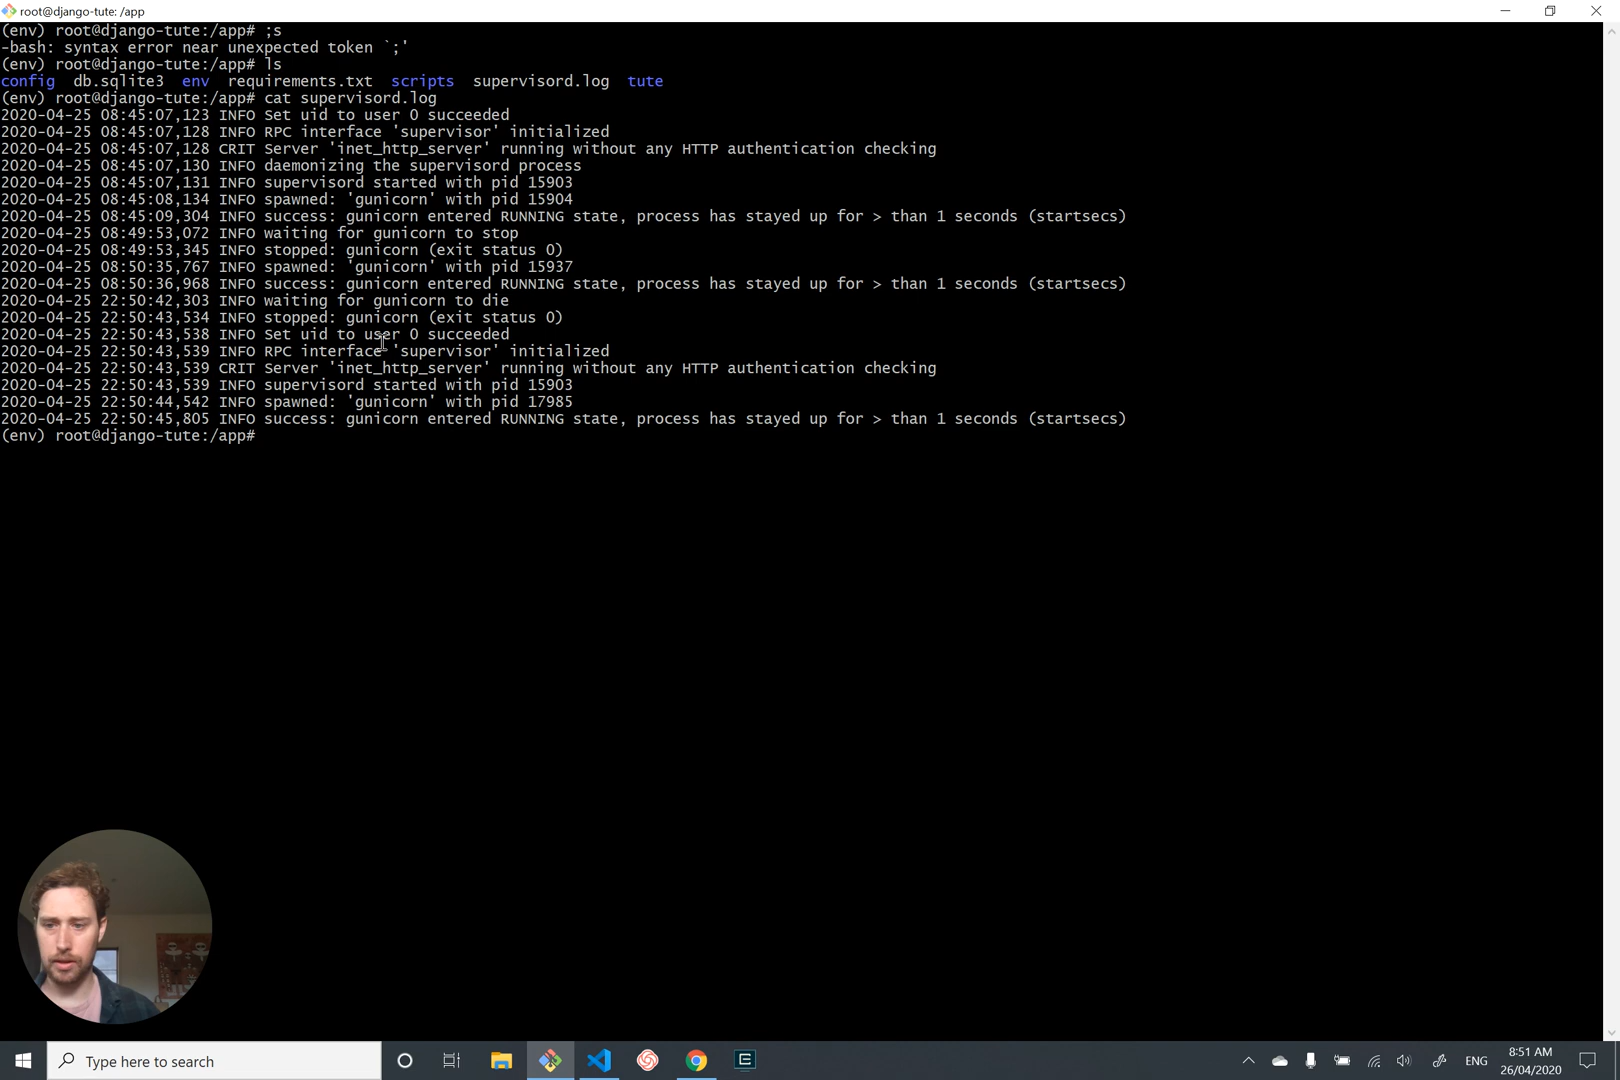 root@django-tute: /app
(env) root@django-tute:/app# ;s
-bash: syntax error near unexpected token `;'
(env) root@django-tute:/app# ls
config  db.sqlite3  env  requirements.txt  scripts  supervisord.log  tute
(env) root@django-tute:/app# cat supervisord.log
2020-04-25 08:45:07,123 INFO Set uid to user 0 succeeded
2020-04-25 08:45:07,128 INFO RPC interface 'supervisor' initialized
2020-04-25 08:45:07,128 CRIT Server 'inet_http_server' running without any HTTP authentication checking
2020-04-25 08:45:07,130 INFO daemonizing the supervisord process
2020-04-25 08:45:07,131 INFO supervisord started with pid 15903
2020-04-25 08:45:08,134 INFO spawned: 'gunicorn' with pid 15904
2020-04-25 08:45:09,304 INFO success: gunicorn entered RUNNING state, process has stayed up for > than 1 seconds (startsecs)
2020-04-25 08:49:53,072 INFO waiting for gunicorn to stop
2020-04-25 08:49:53,345 INFO stopped: gunicorn (exit status 0)
2020-04-25 08:50:35,767 INFO spawned: 'gunicorn' with pid 15937
2020-04-25 08:50:36,968 INFO success: gunicorn entered RUNNING state, process has stayed up for > than 1 seconds (startsecs)
2020-04-25 22:50:42,303 INFO waiting for gunicorn to die
2020-04-25 22:50:43,534 INFO stopped: gunicorn (exit status 0)
2020-04-25 22:50:43,538 INFO Set uid to user 0 succeeded
2020-04-25 22:50:43,539 INFO RPC interface 'supervisor' initialized
2020-04-25 22:50:43,539 CRIT Server 'inet_http_server' running without any HTTP authentication checking
2020-04-25 22:50:43,539 INFO supervisord started with pid 15903
2020-04-25 22:50:44,542 INFO spawned: 'gunicorn' with pid 17985
2020-04-25 22:50:45,805 INFO success: gunicorn entered RUNNING state, process has stayed up for > than 1 seconds (startsecs)
(env) root@django-tute:/app#
Type here to search
ENG
8:51 AM
26/04/2020